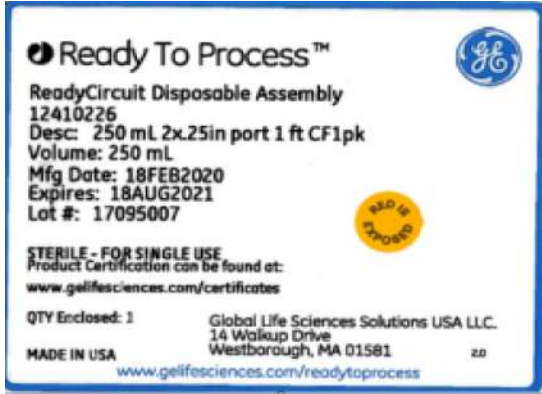 Ready To Process™
GE
ReadyCircuit Disposable Assembly
12410226
Desc: 250 mL 2x.25in port 1 ft CF1pk
Volume: 250 mL
Mfg Date: 18FEB2020
Expires: 18AUG2021
Lot #: 17095007
RED IS
EXPOSED
STERILE - FOR SINGLE USE
Product Certification can be found at:
www.gelifesciences.com/certificates
QTY Enclosed: 1
Global Life Sciences Solutions USA LLC.
14 Walkup Drive
Westborough, MA 01581
MADE IN USA
2.0
www.gelifesciences.com/readytoprocess